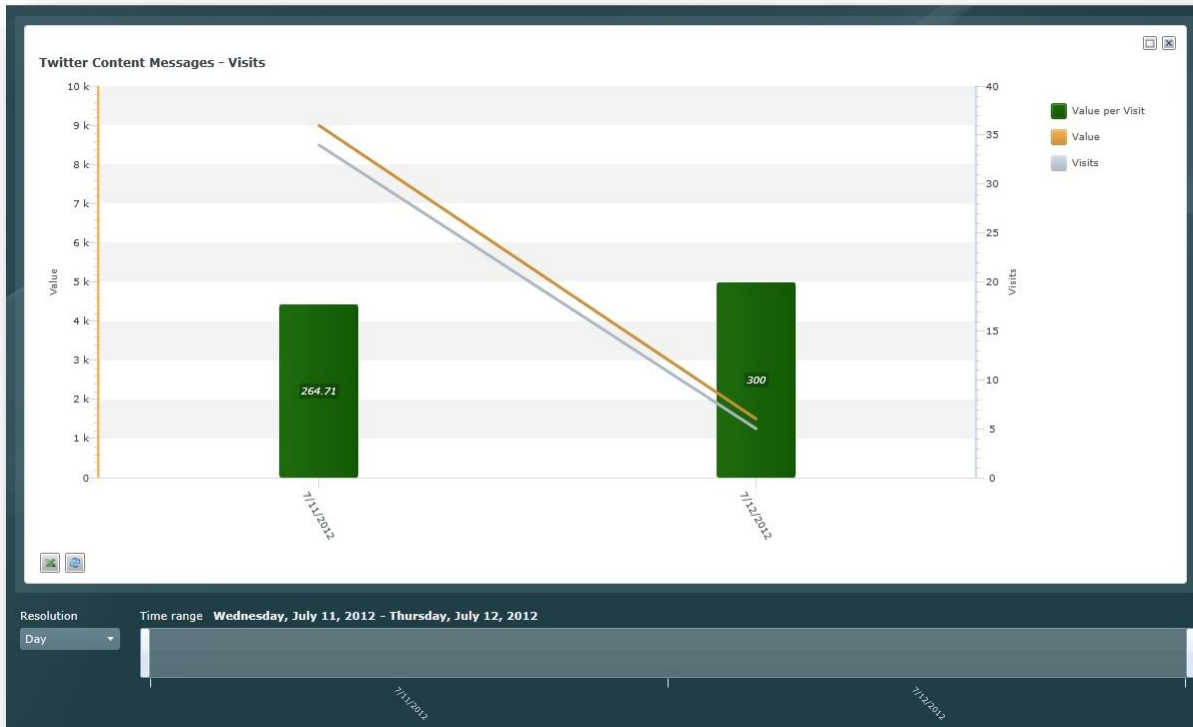 Twitter Content Messages - Visits
10 k
9 k
8 k
7 k
6 k
5 k
4 k
3 k
2 k
1 k
0
Value
264.71
300
7/11/2012
7/12/2012
40
35
30
25
20
15
10
5
0
Visits
Value per Visit
Value
Visits
Resolution
Day
Time range Wednesday, July 11, 2012 - Thursday, July 12, 2012
7/11/2012
7/12/2012